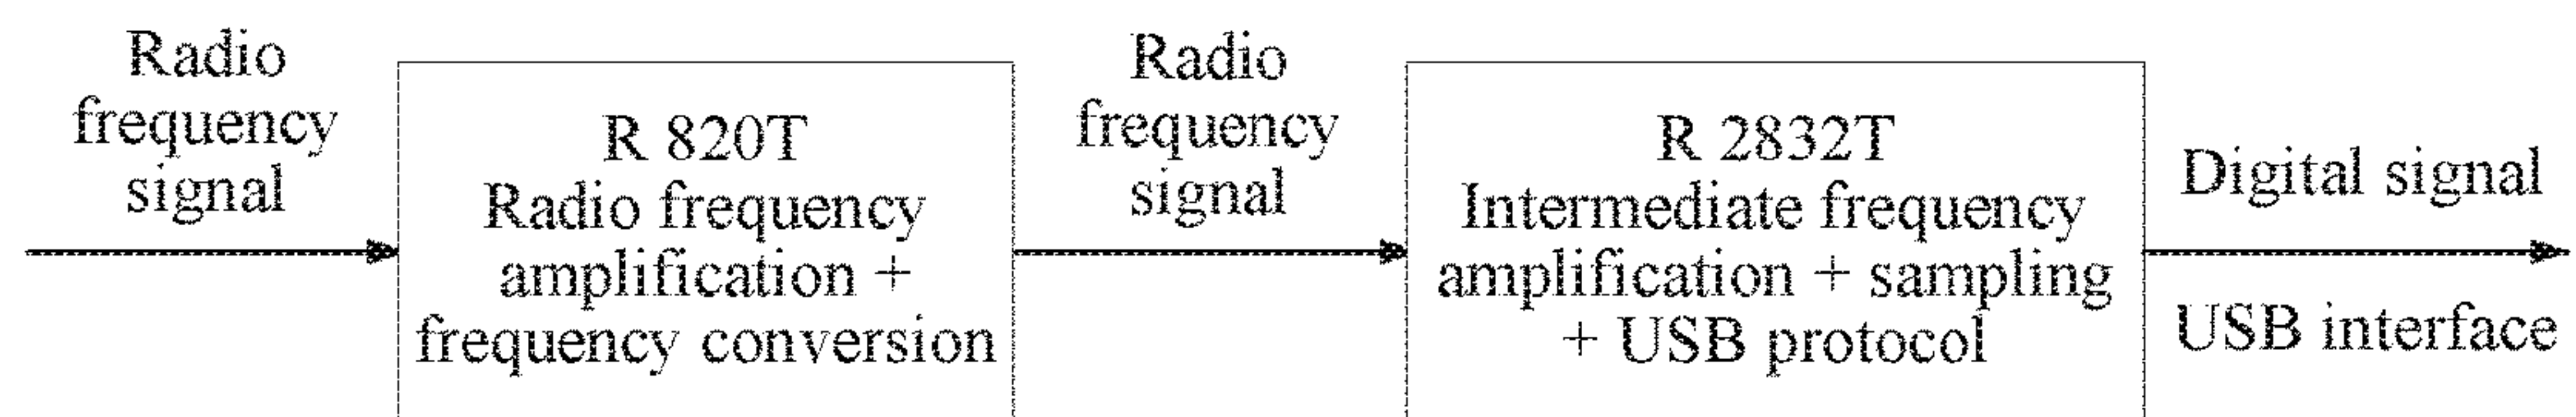 Radio
frequency
signal
R 820T
Radio frequency
amplification +
frequency conversion
Radio
frequency
signal
R 2832T
Intermediate frequency
amplification + sampling
+ USB protocol
Digital signal
USB interface